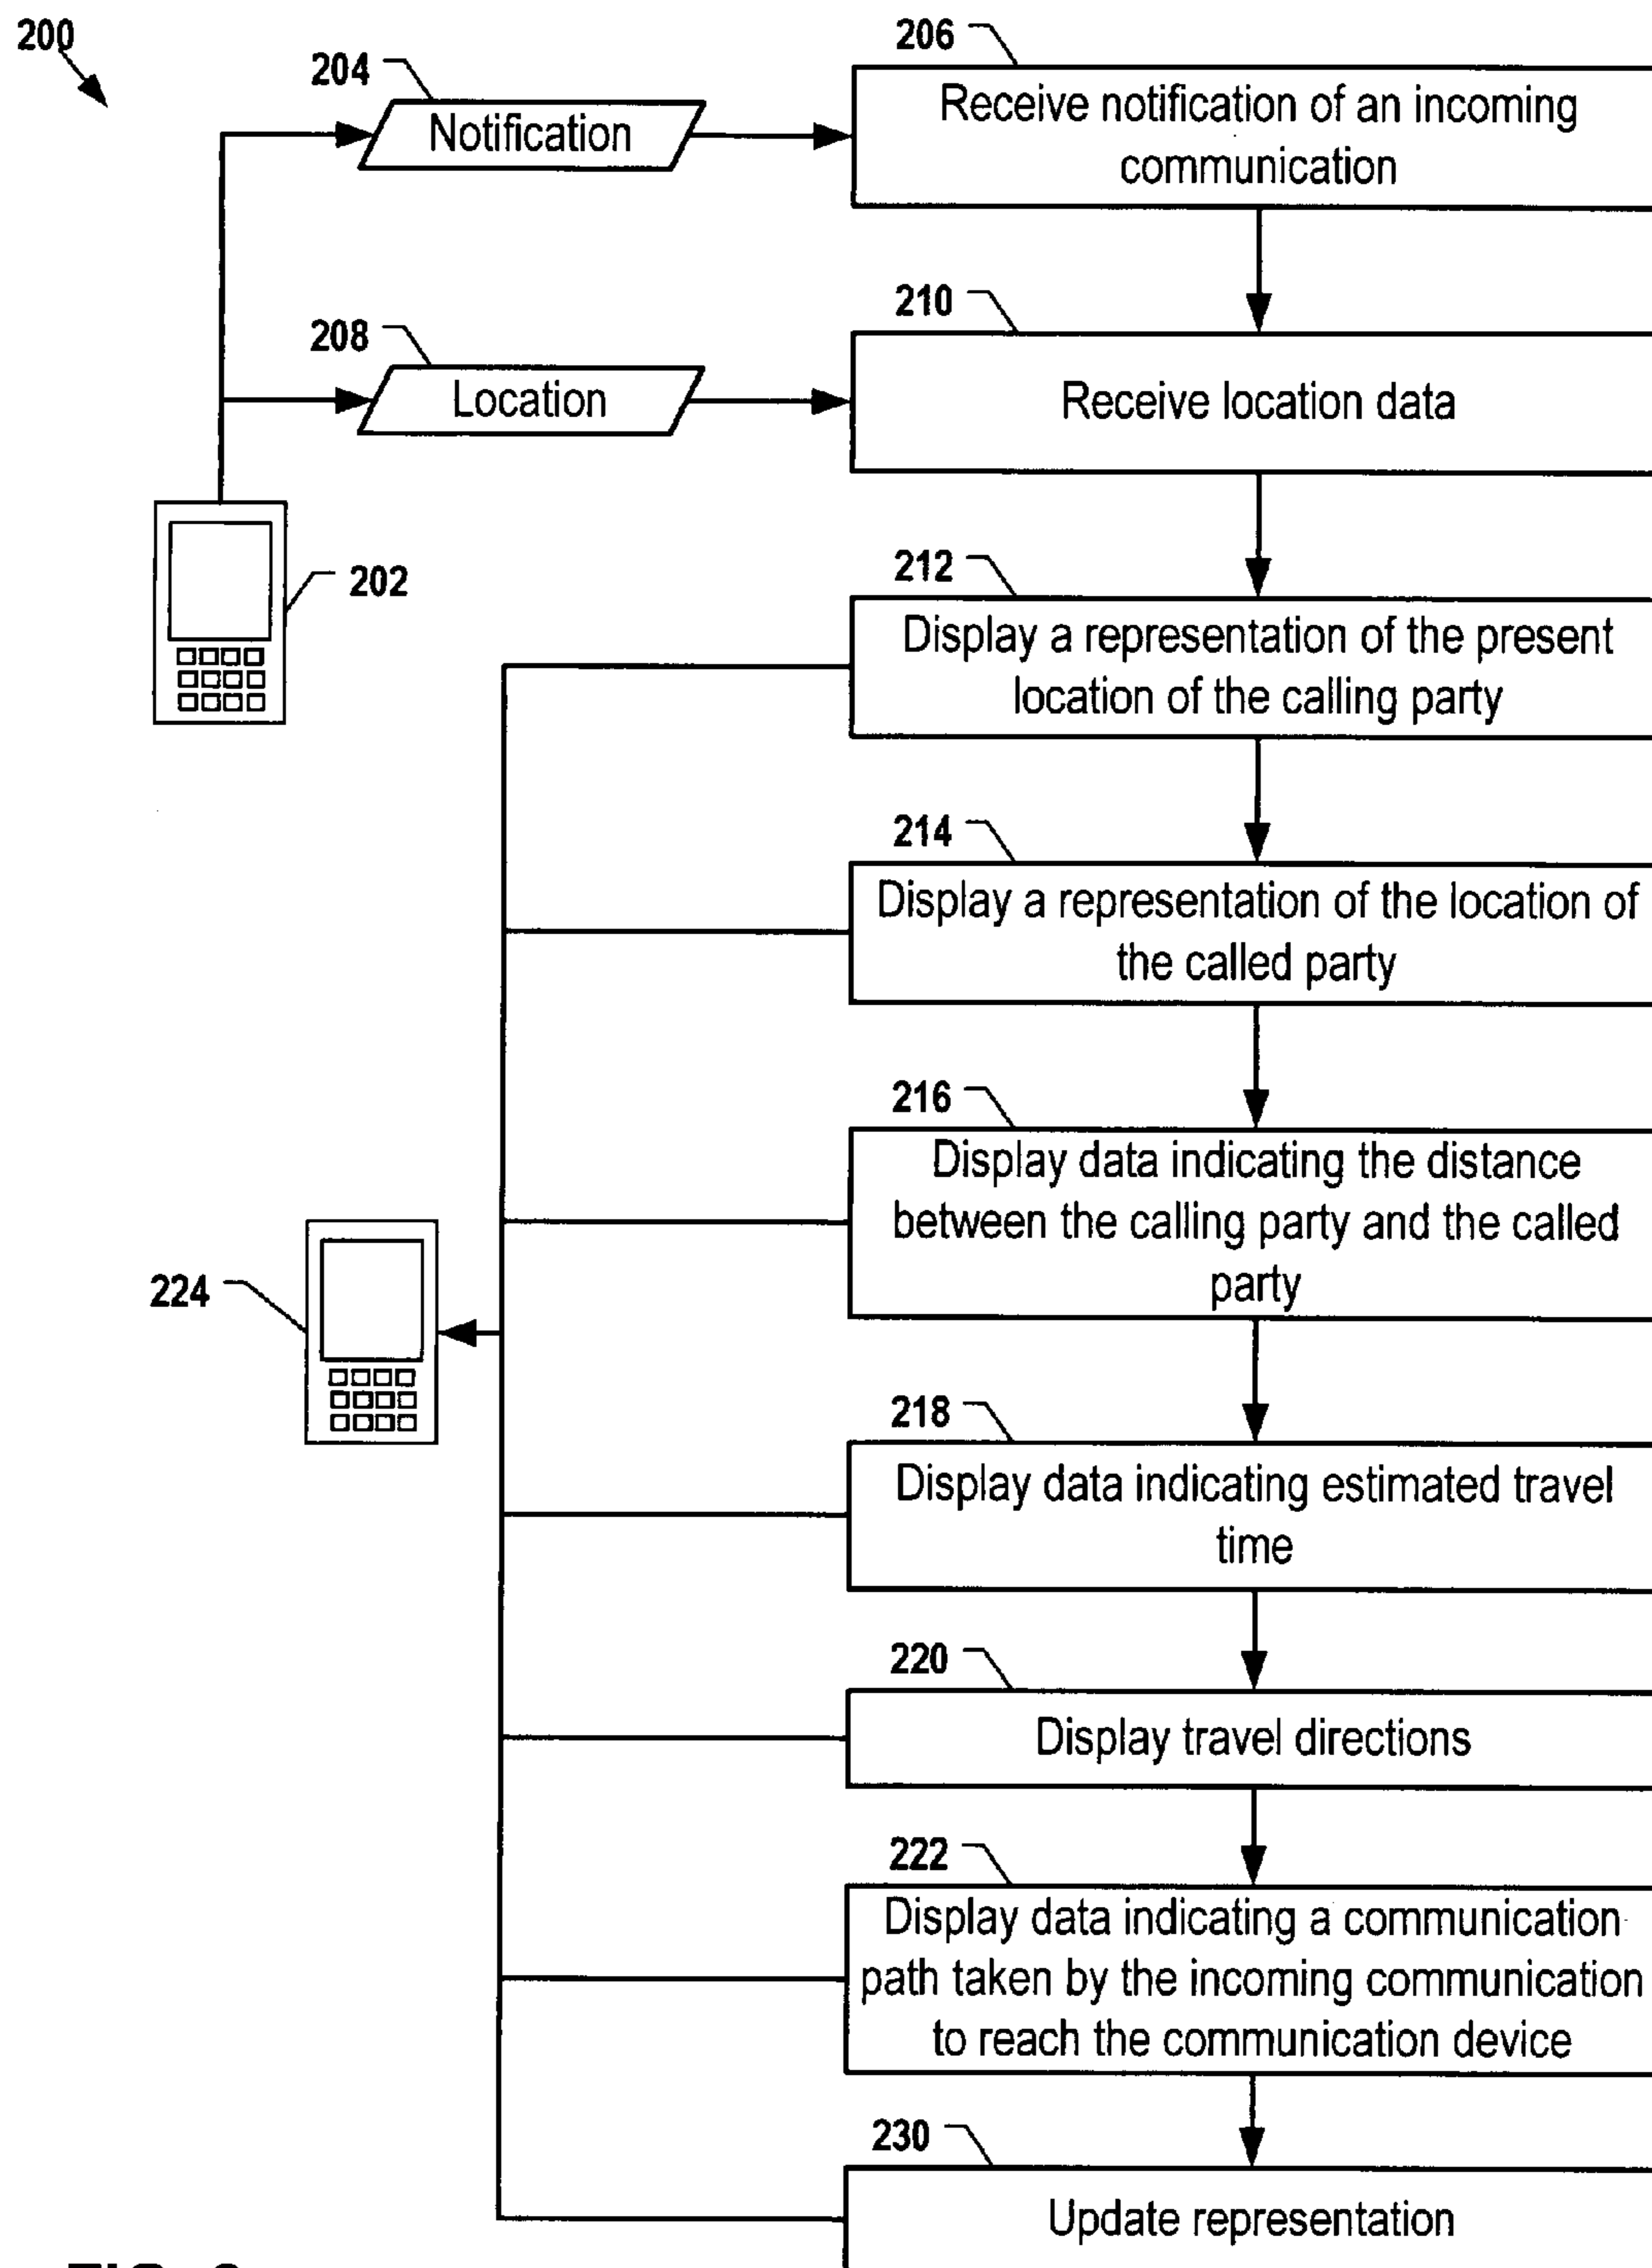 200
204
Notification
206
Receive notification of an incoming
communication
208
Location
210
Receive location data
202
212
Display a representation of the present
location of the calling party
214
Display a representation of the location of
the called party
216
Display data indicating the distance
between the calling party and the called
party
224
218
Display data indicating estimated travel
time
220
Display travel directions
222
Display data indicating a communication
path taken by the incoming communication
to reach the communication device
230
Update representation